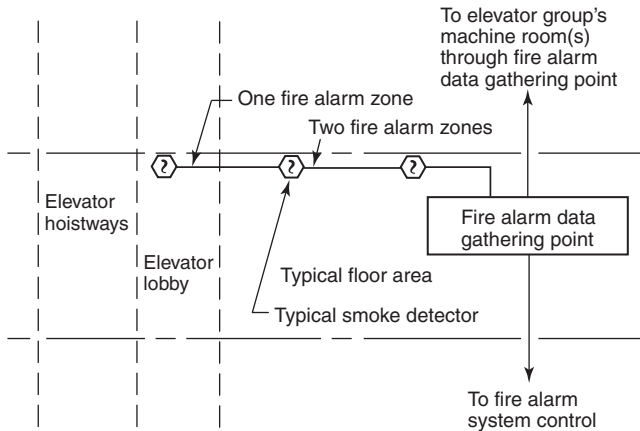 To elevator group's
machine room(s)
through fire alarm
data gathering point
One fire alarm zone
Two fire alarm zones
Elevator
hoistways
Fire alarm data
gathering point
Elevator
lobby
Typical floor area
Typical smoke detector
To fire alarm
system control